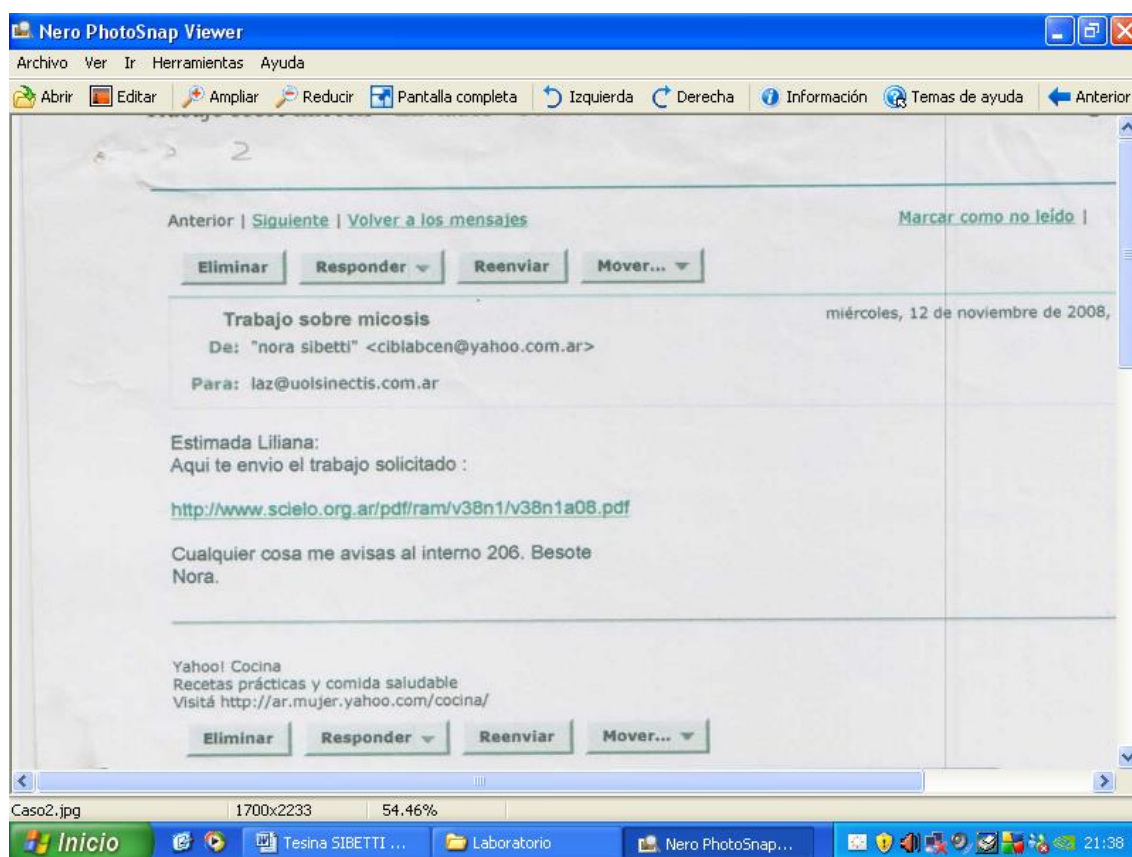 Nero PhotoSnap Viewer
Archivo Ver Ir Herramientas Ayuda
Abrir Editar Ampliar Reducir Pantalla completa Izquierda Derecha Información Temas de ayuda Anterior
2
Anterior | Siguiente | Volver a los mensajes Marcar como no leído |
Eliminar Responder Reenviar Mover...
Trabajo sobre micosis miércoles, 12 de noviembre de 2008,
De: "nora sibetti" <ciblabcen@yahoo.com.ar>
Para: laz@uolsinectis.com.ar
Estimada Liliana:
Aqui te envio el trabajo solicitado :
http://www.scielo.org.ar/pdf/ram/v38n1/v38n1a08.pdf
Cualquier cosa me avisas al interno 206. Besote
Nora.
Yahoo! Cocina
Recetas prácticas y comida saludable
Visitá http://ar.mujer.yahoo.com/cocina/
Eliminar Responder Reenviar Mover...
Caso2.jpg 1700x2233 54.46%
Inicio Tesina SIBETTI ... Laboratorio Nero PhotoSnap... 21:38